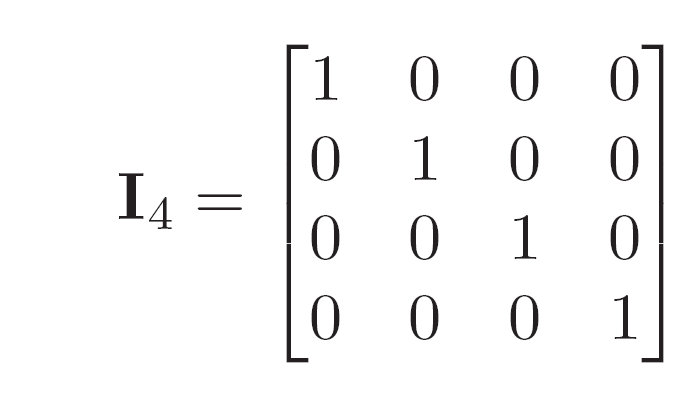 1 0 0 0
0 1 0 0
I₄ =
0 0 1 0
0 0 0 1